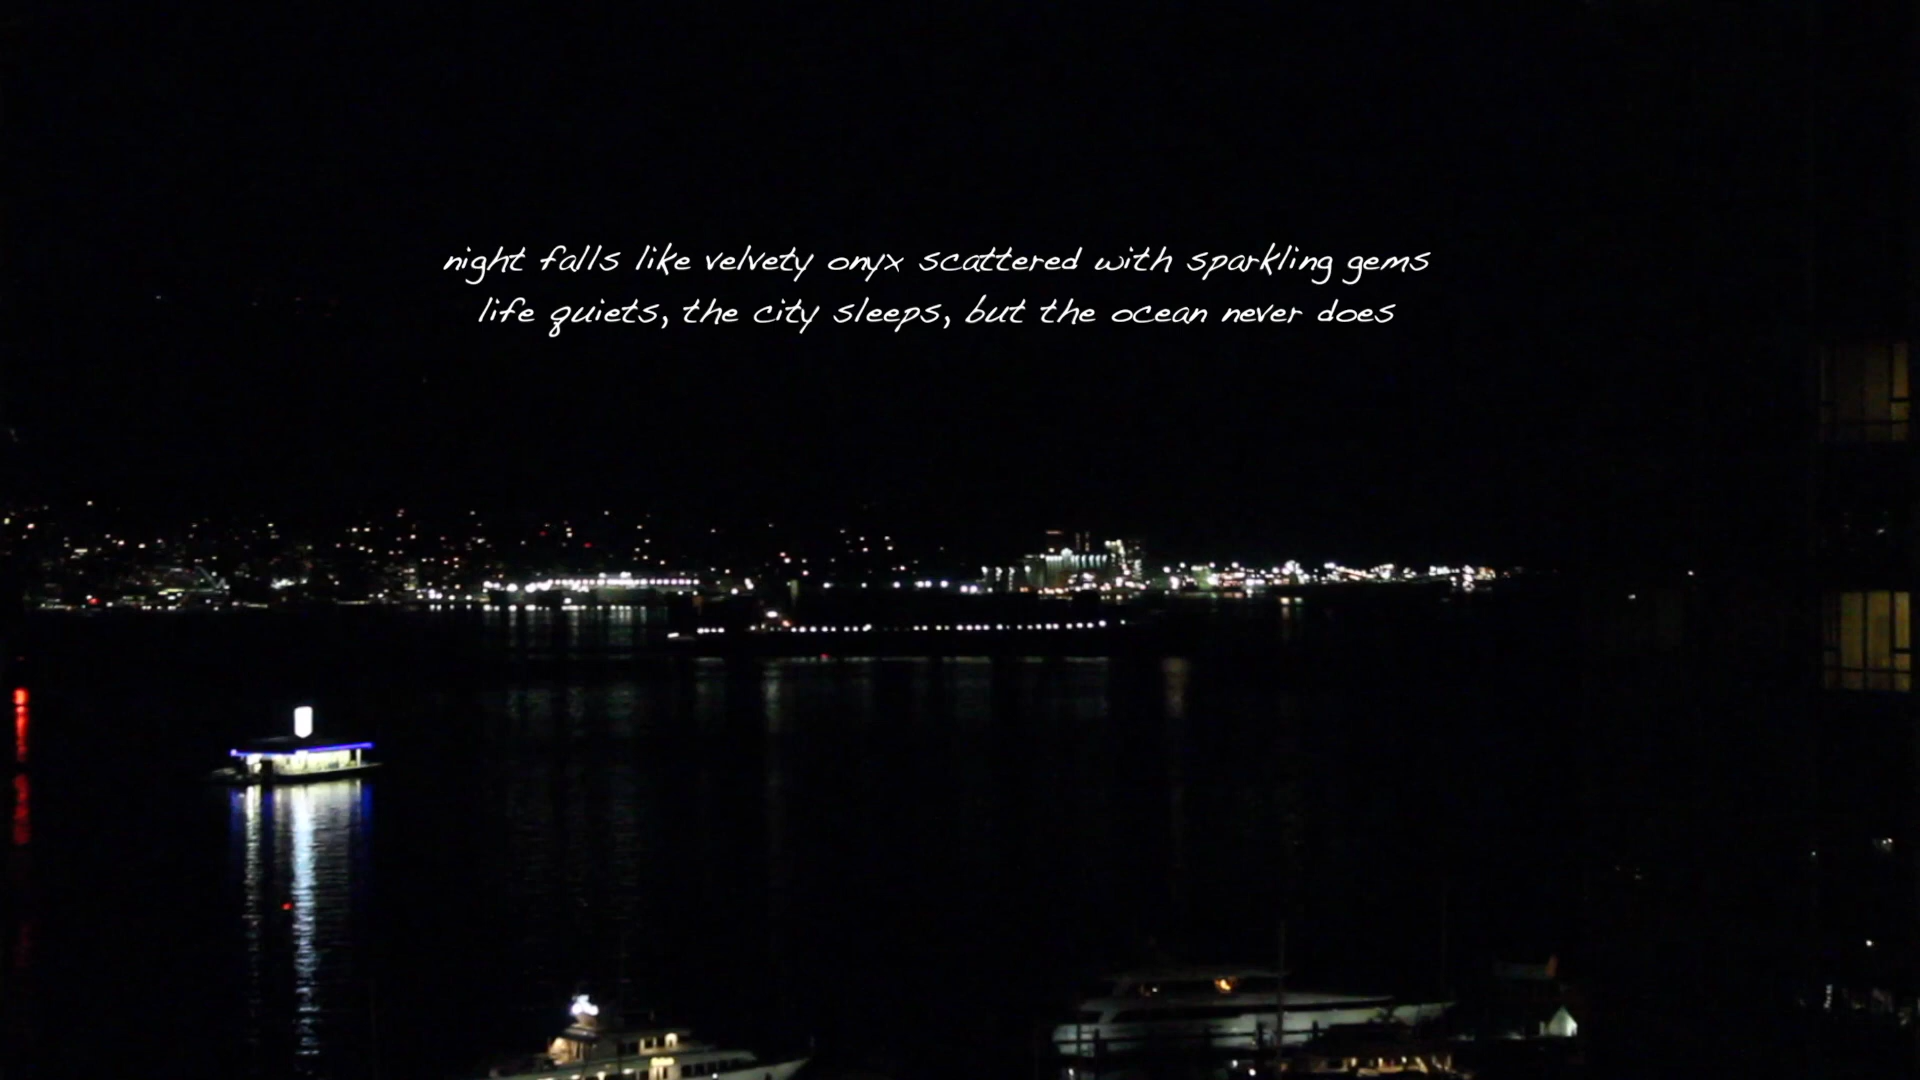 night falls like velvety onyx scattered with sparkling gems
life quiets, the city sleeps, but the ocean never does